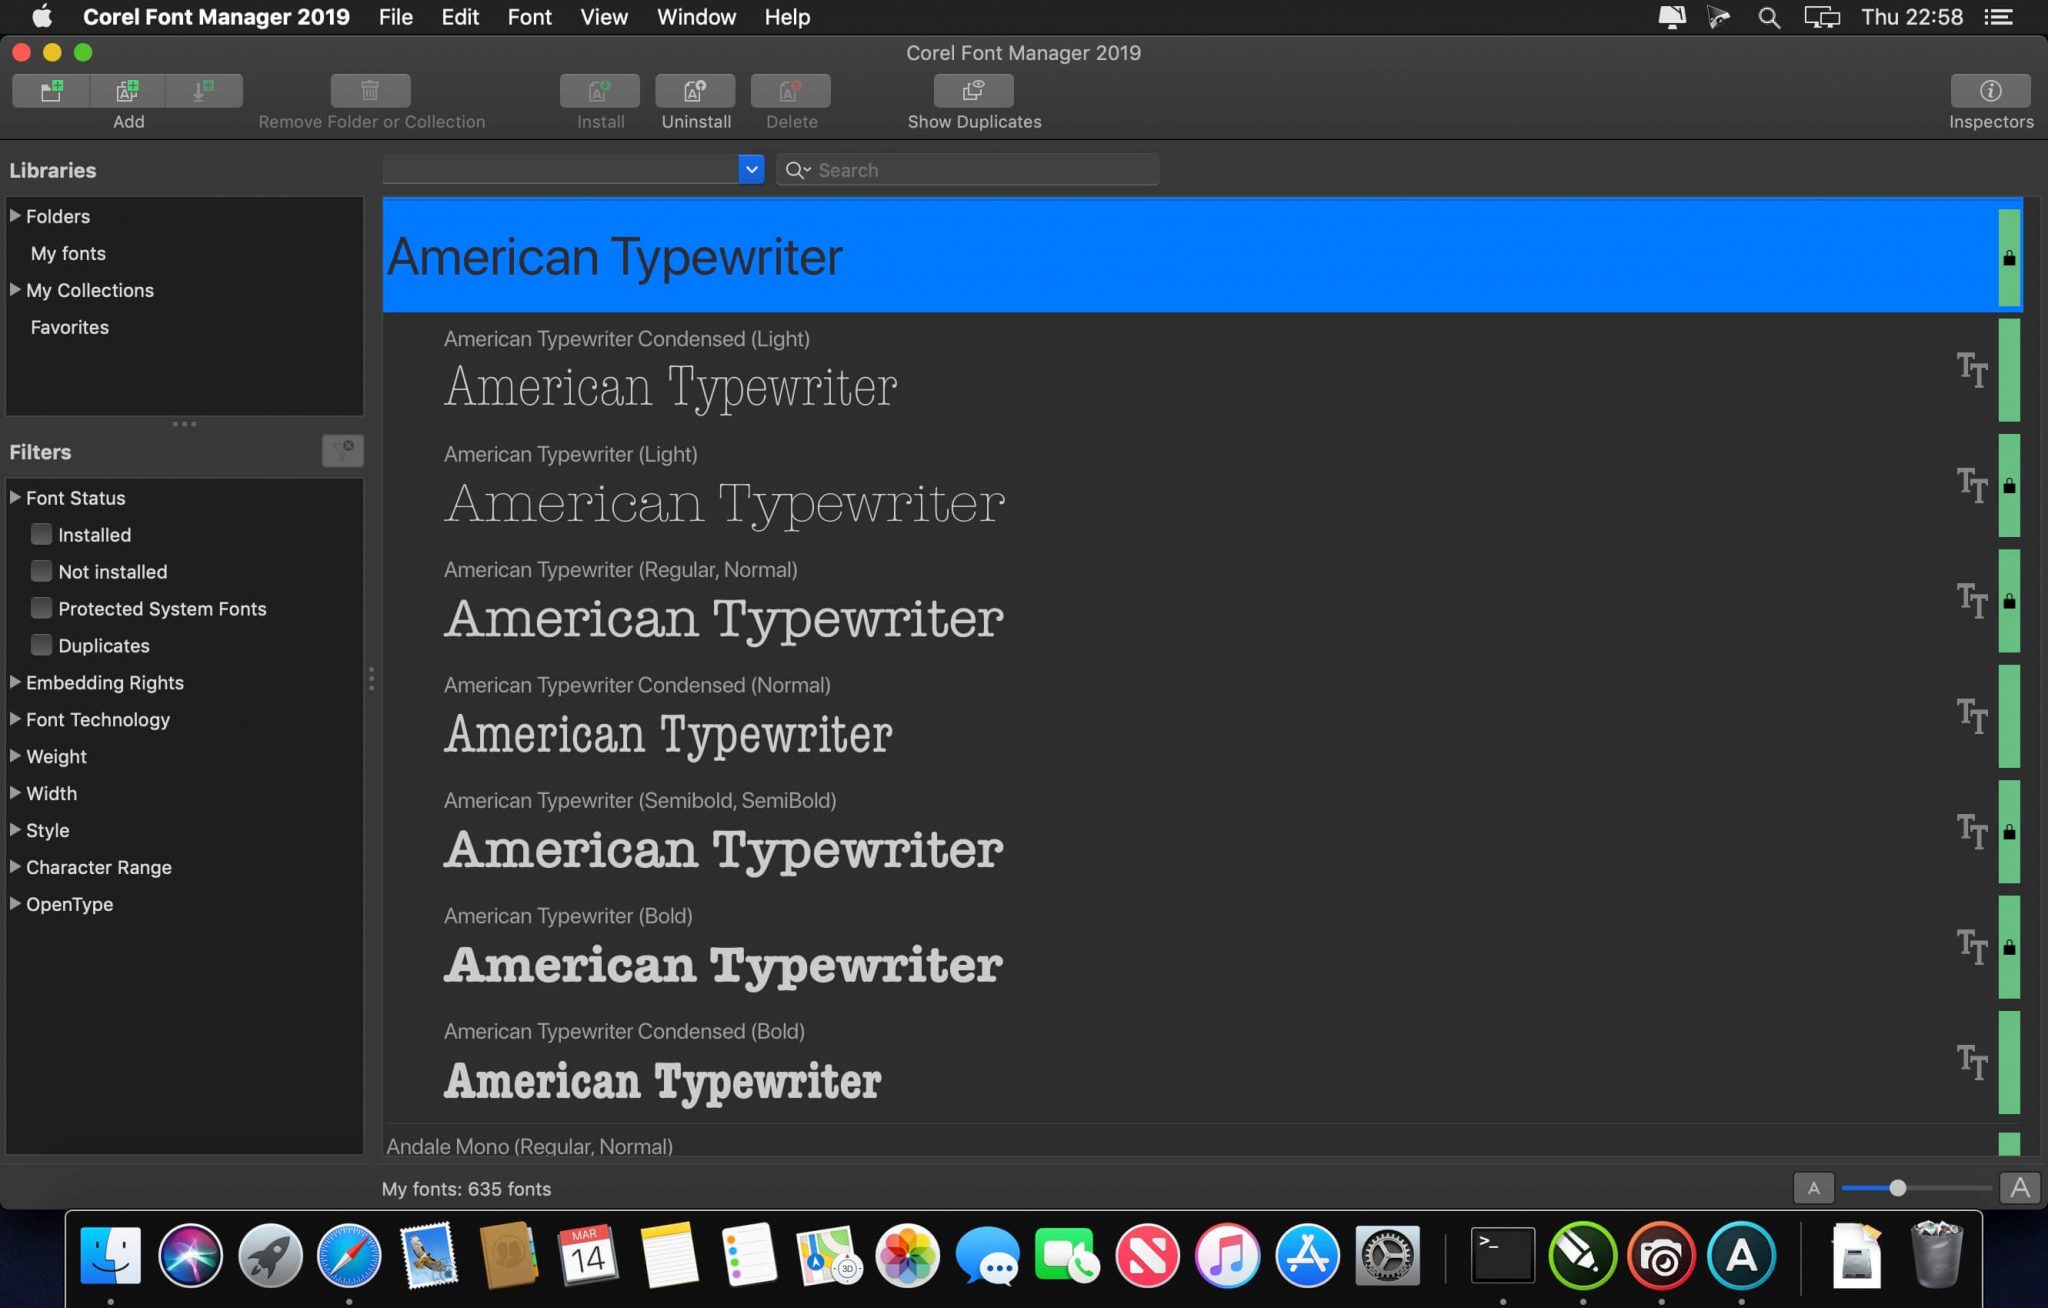 Corel Font Manager 2019 File Edit Font View Window Help Thu 22:58
Corel Font Manager 2019
Add Remove Folder or Collection Install Uninstall Delete Show Duplicates Inspectors
Libraries
Search
Folders
My fonts
My Collections
Favorites
Filters
Font Status
Installed
Not installed
Protected System Fonts
Duplicates
Embedding Rights
Font Technology
Weight
Width
Style
Character Range
OpenType
American Typewriter
American Typewriter Condensed (Light)
American Typewriter
American Typewriter (Light)
American Typewriter
American Typewriter (Regular, Normal)
American Typewriter
American Typewriter Condensed (Normal)
American Typewriter
American Typewriter (Semibold, SemiBold)
American Typewriter
American Typewriter (Bold)
American Typewriter
American Typewriter Condensed (Bold)
American Typewriter
Andale Mono (Regular, Normal)
My fonts: 635 fonts
A A
MAR
14
3D
>_
A